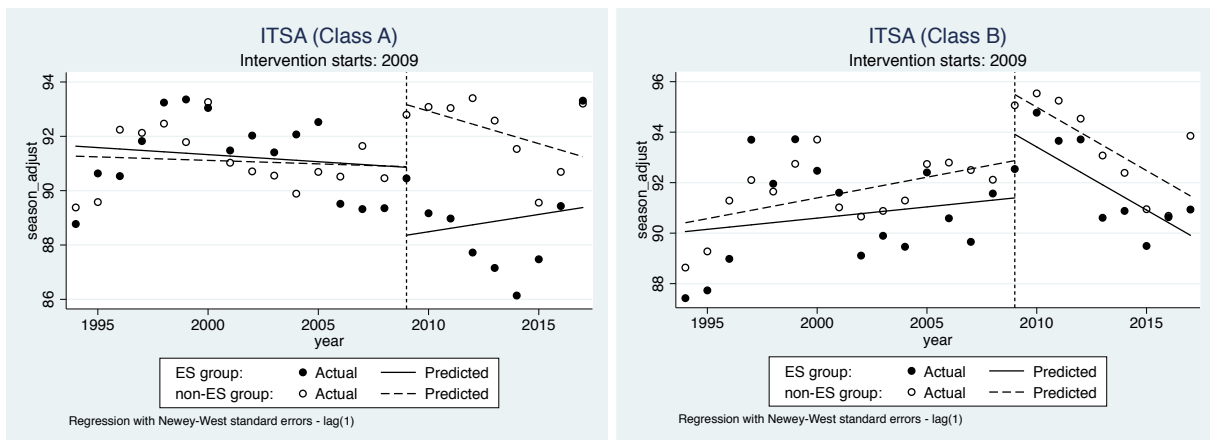 ITSA (Class A)
Intervention starts: 2009
94
92
90
88
86
season_adjust
1995
2000
2005
2010
2015
year
ES group: Actual Predicted
non-ES group: Actual Predicted
Regression with Newey-West standard errors - lag(1)
ITSA (Class B)
Intervention starts: 2009
96
94
92
90
88
season_adjust
1995
2000
2005
2010
2015
year
ES group: Actual Predicted
non-ES group: Actual Predicted
Regression with Newey-West standard errors - lag(1)